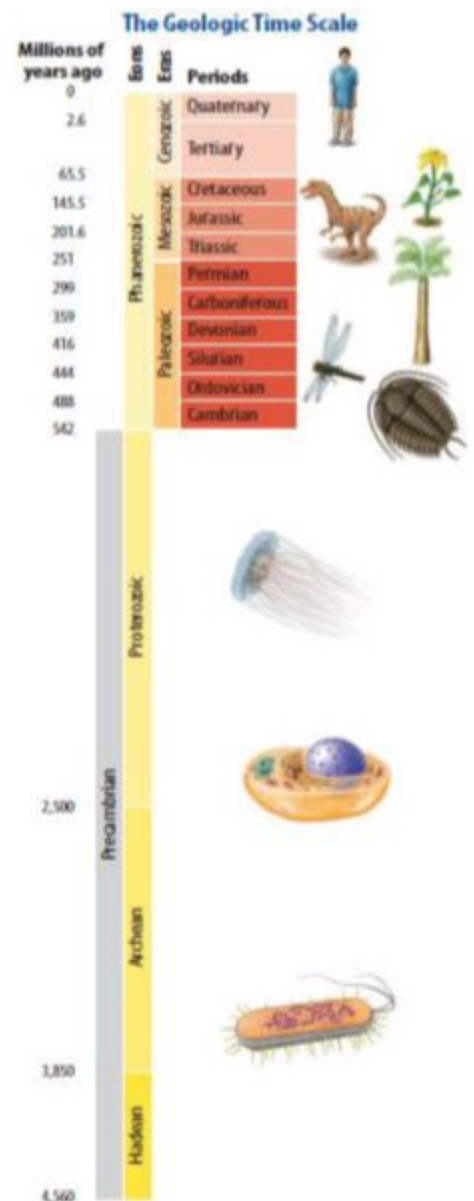 The Geologic Time Scale
Millions of
years ago
Eons
Eras
Periods
0
2.6
65.5
145.5
201.6
251
299
359
416
444
488
542
2,500
3,850
4,560
Precambrian
Phanerozoic
Proterozoic
Archean
Hadean
Cenozoic
Mesozoic
Paleozoic
Quaternary
Tertiary
Cretaceous
Jurassic
Triassic
Permian
Carboniferous
Devonian
Silurian
Ordovician
Cambrian